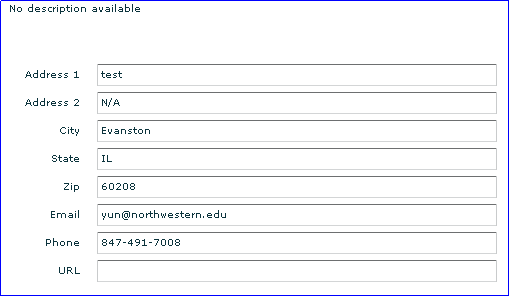 No description available
Address 1 test
Address 2 N/A
City Evanston
State IL
Zip 60208
Email yun@northwestern.edu
Phone 847-491-7008
URL